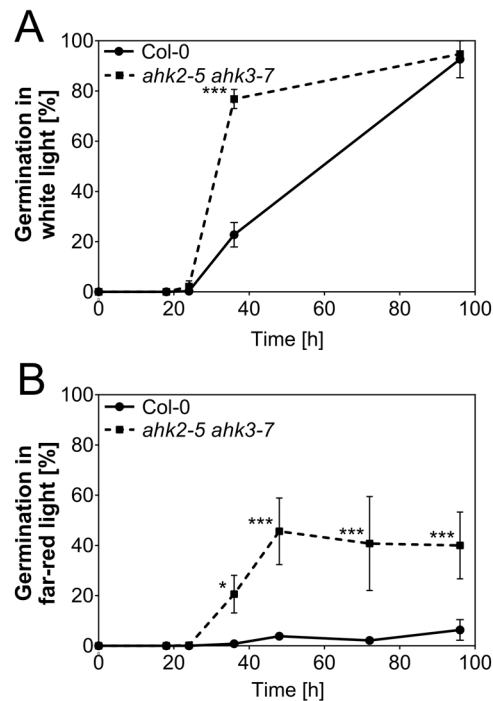 A
Germination in
white light [%]
100
80
60
40
20
0
Col-0
ahk2-5 ahk3-7
***
0
20
40
60
80
100
Time [h]
B
Germination in
far-red light [%]
100
80
60
40
20
0
Col-0
ahk2-5 ahk3-7
*
***
***
***
0
20
40
60
80
100
Time [h]